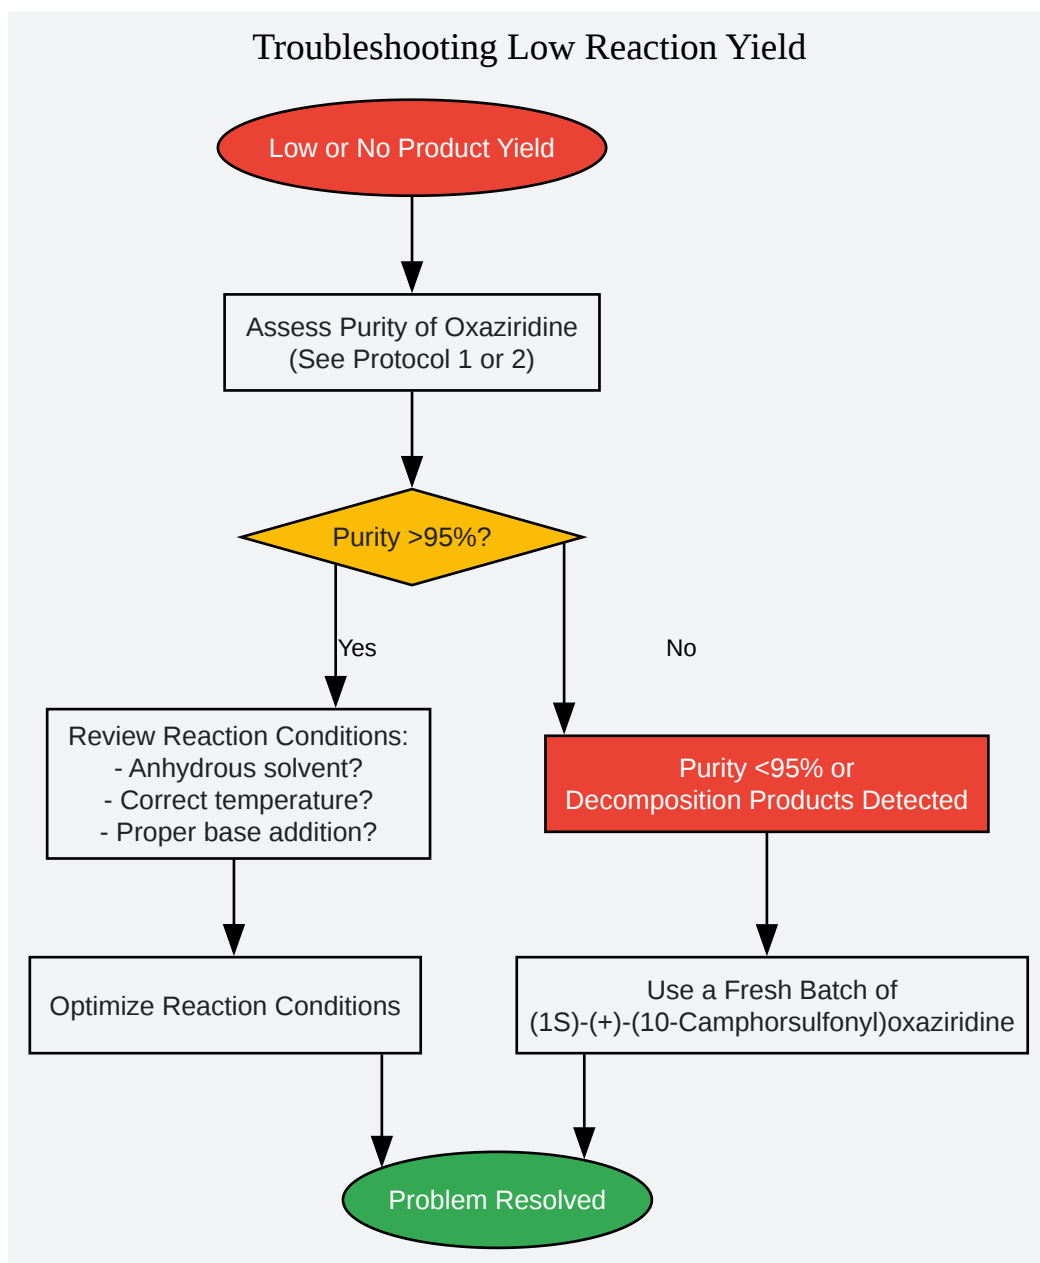 Troubleshooting Low Reaction Yield
Low or No Product Yield
Assess Purity of Oxaziridine
(See Protocol 1 or 2)
Purity >95%?
Yes
No
Review Reaction Conditions:
- Anhydrous solvent?
- Correct temperature?
- Proper base addition?
Purity <95% or
Decomposition Products Detected
Optimize Reaction Conditions
Use a Fresh Batch of
(1S)-(+)-(10-Camphorsulfonyl)oxaziridine
Problem Resolved